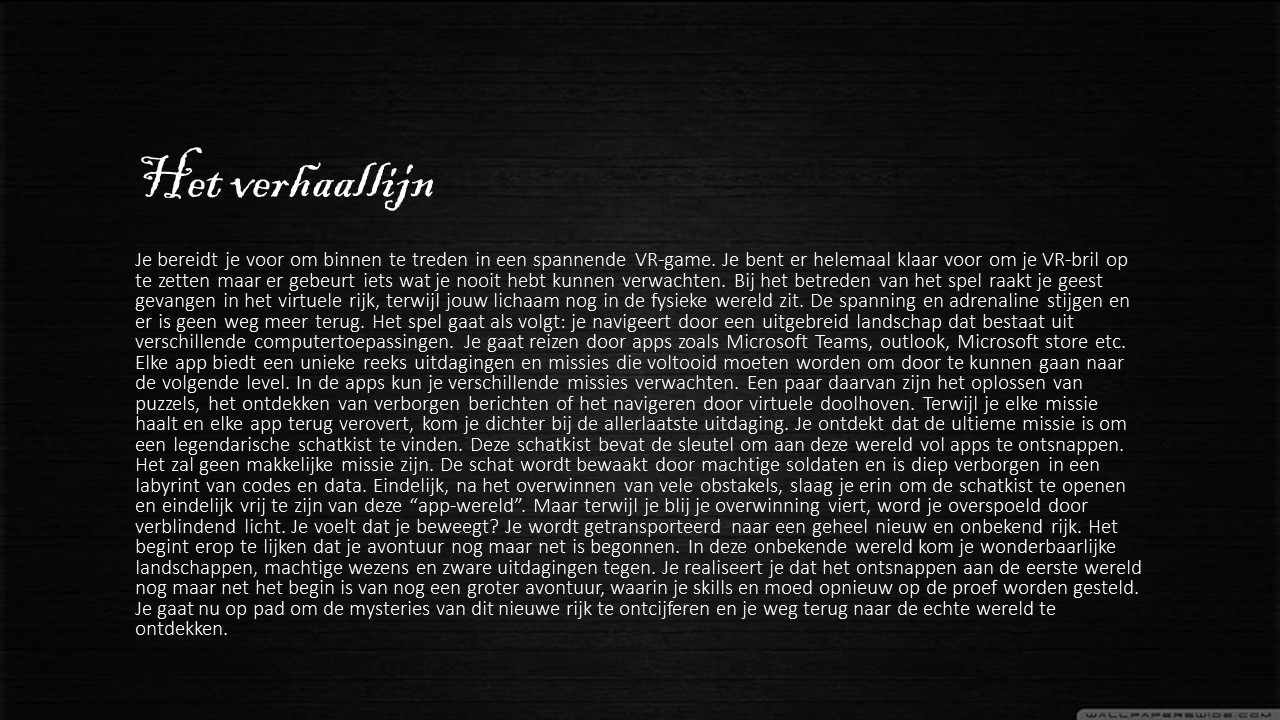 Het verhaallijn
Je bereidt je voor om binnen te treden in een spannende VR-game. Je bent er helemaal klaar voor om je VR-bril op
te zetten maar er gebeurt iets wat je nooit hebt kunnen verwachten. Bij het betreden van het spel raakt je geest
gevangen in het virtuele rijk, terwijl jouw lichaam nog in de fysieke wereld zit. De spanning en adrenaline stijgen en
er is geen weg meer terug. Het spel gaat als volgt: je navigeert door een uitgebreid landschap dat bestaat uit
verschillende computertoepassingen. Je gaat reizen door apps zoals Microsoft Teams, outlook, Microsoft store etc.
Elke app biedt een unieke reeks uitdagingen en missies die voltooid moeten worden om door te kunnen gaan naar
de volgende level. In de apps kun je verschillende missies verwachten. Een paar daarvan zijn het oplossen van
puzzels, het ontdekken van verborgen berichten of het navigeren door virtuele doolhoven. Terwijl je elke missie
haalt en elke app terug verovert, kom je dichter bij de allerlaatste uitdaging. Je ontdekt dat de ultieme missie is om
een legendarische schatkist te vinden. Deze schatkist bevat de sleutel om aan deze wereld vol apps te ontsnappen.
Het zal geen makkelijke missie zijn. De schat wordt bewaakt door machtige soldaten en is diep verborgen in een
labyrint van codes en data. Eindelijk, na het overwinnen van vele obstakels, slaag je erin om de schatkist te openen
en eindelijk vrij te zijn van deze “app-wereld”. Maar terwijl je blij je overwinning viert, word je overspoeld door
verblindend licht. Je voelt dat je beweegt? Je wordt getransporteerd naar een geheel nieuw en onbekend rijk. Het
begint erop te lijken dat je avontuur nog maar net is begonnen. In deze onbekende wereld kom je wonderbaarlijke
landschappen, machtige wezens en zware uitdagingen tegen. Je realiseert je dat het ontsnappen aan de eerste wereld
nog maar net het begin is van nog een groter avontuur, waarin je skills en moed opnieuw op de proef worden gesteld.
Je gaat nu op pad om de mysteries van dit nieuwe rijk te ontcijferen en je weg terug naar de echte wereld te
ontdekken.
WALLPAPERSWIDE.COM